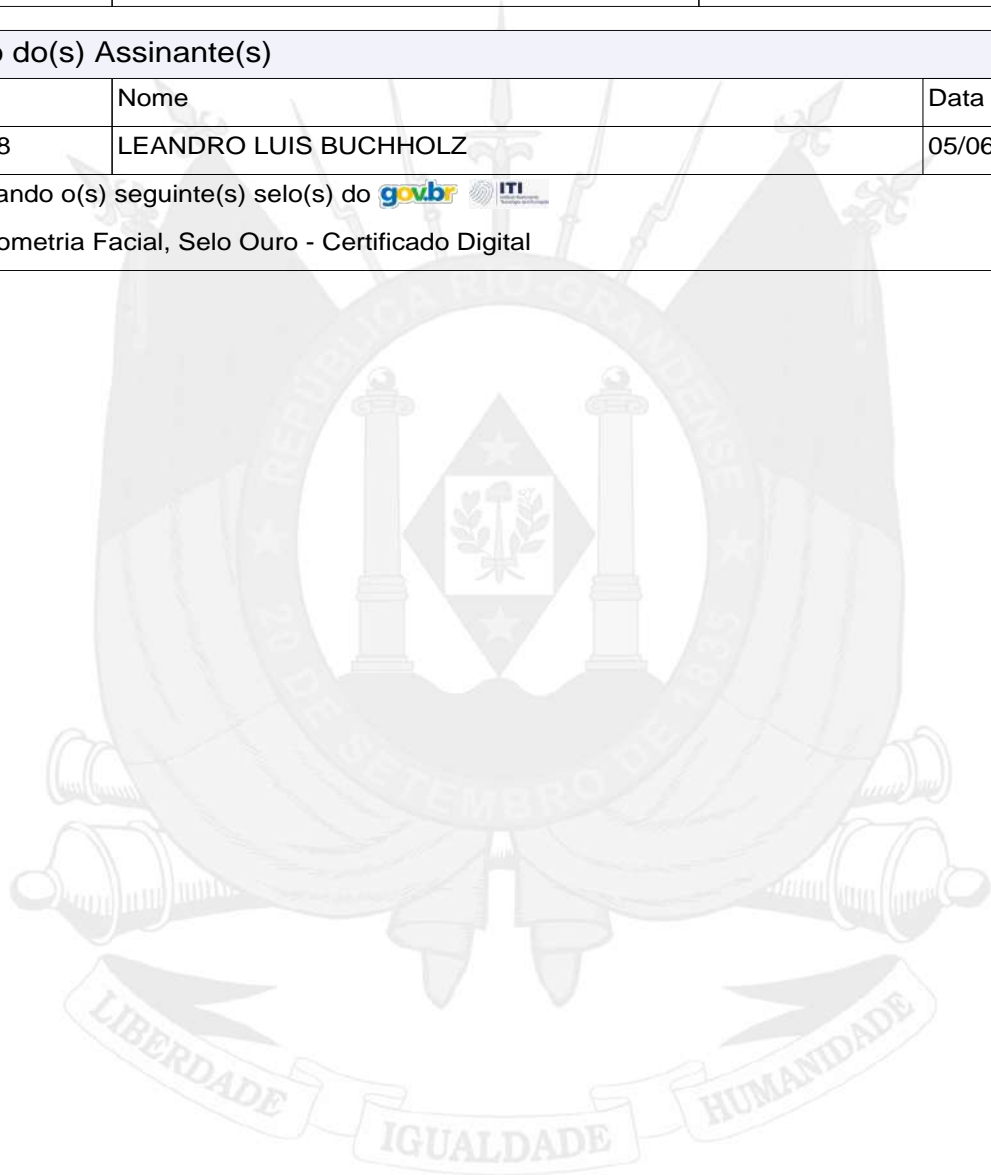 o do(s) Assinante(s)
Nome Data
8 LEANDRO LUIS BUCHHOLZ 05/06
ando o(s) seguinte(s) selo(s) do gov.br ITI
ometria Facial, Selo Ouro - Certificado Digital
REPÚBLICA RIO-GRANDENSE
20 DE SETEMBRO DE 1835
LIBERDADE IGUALDADE HUMANIDADE